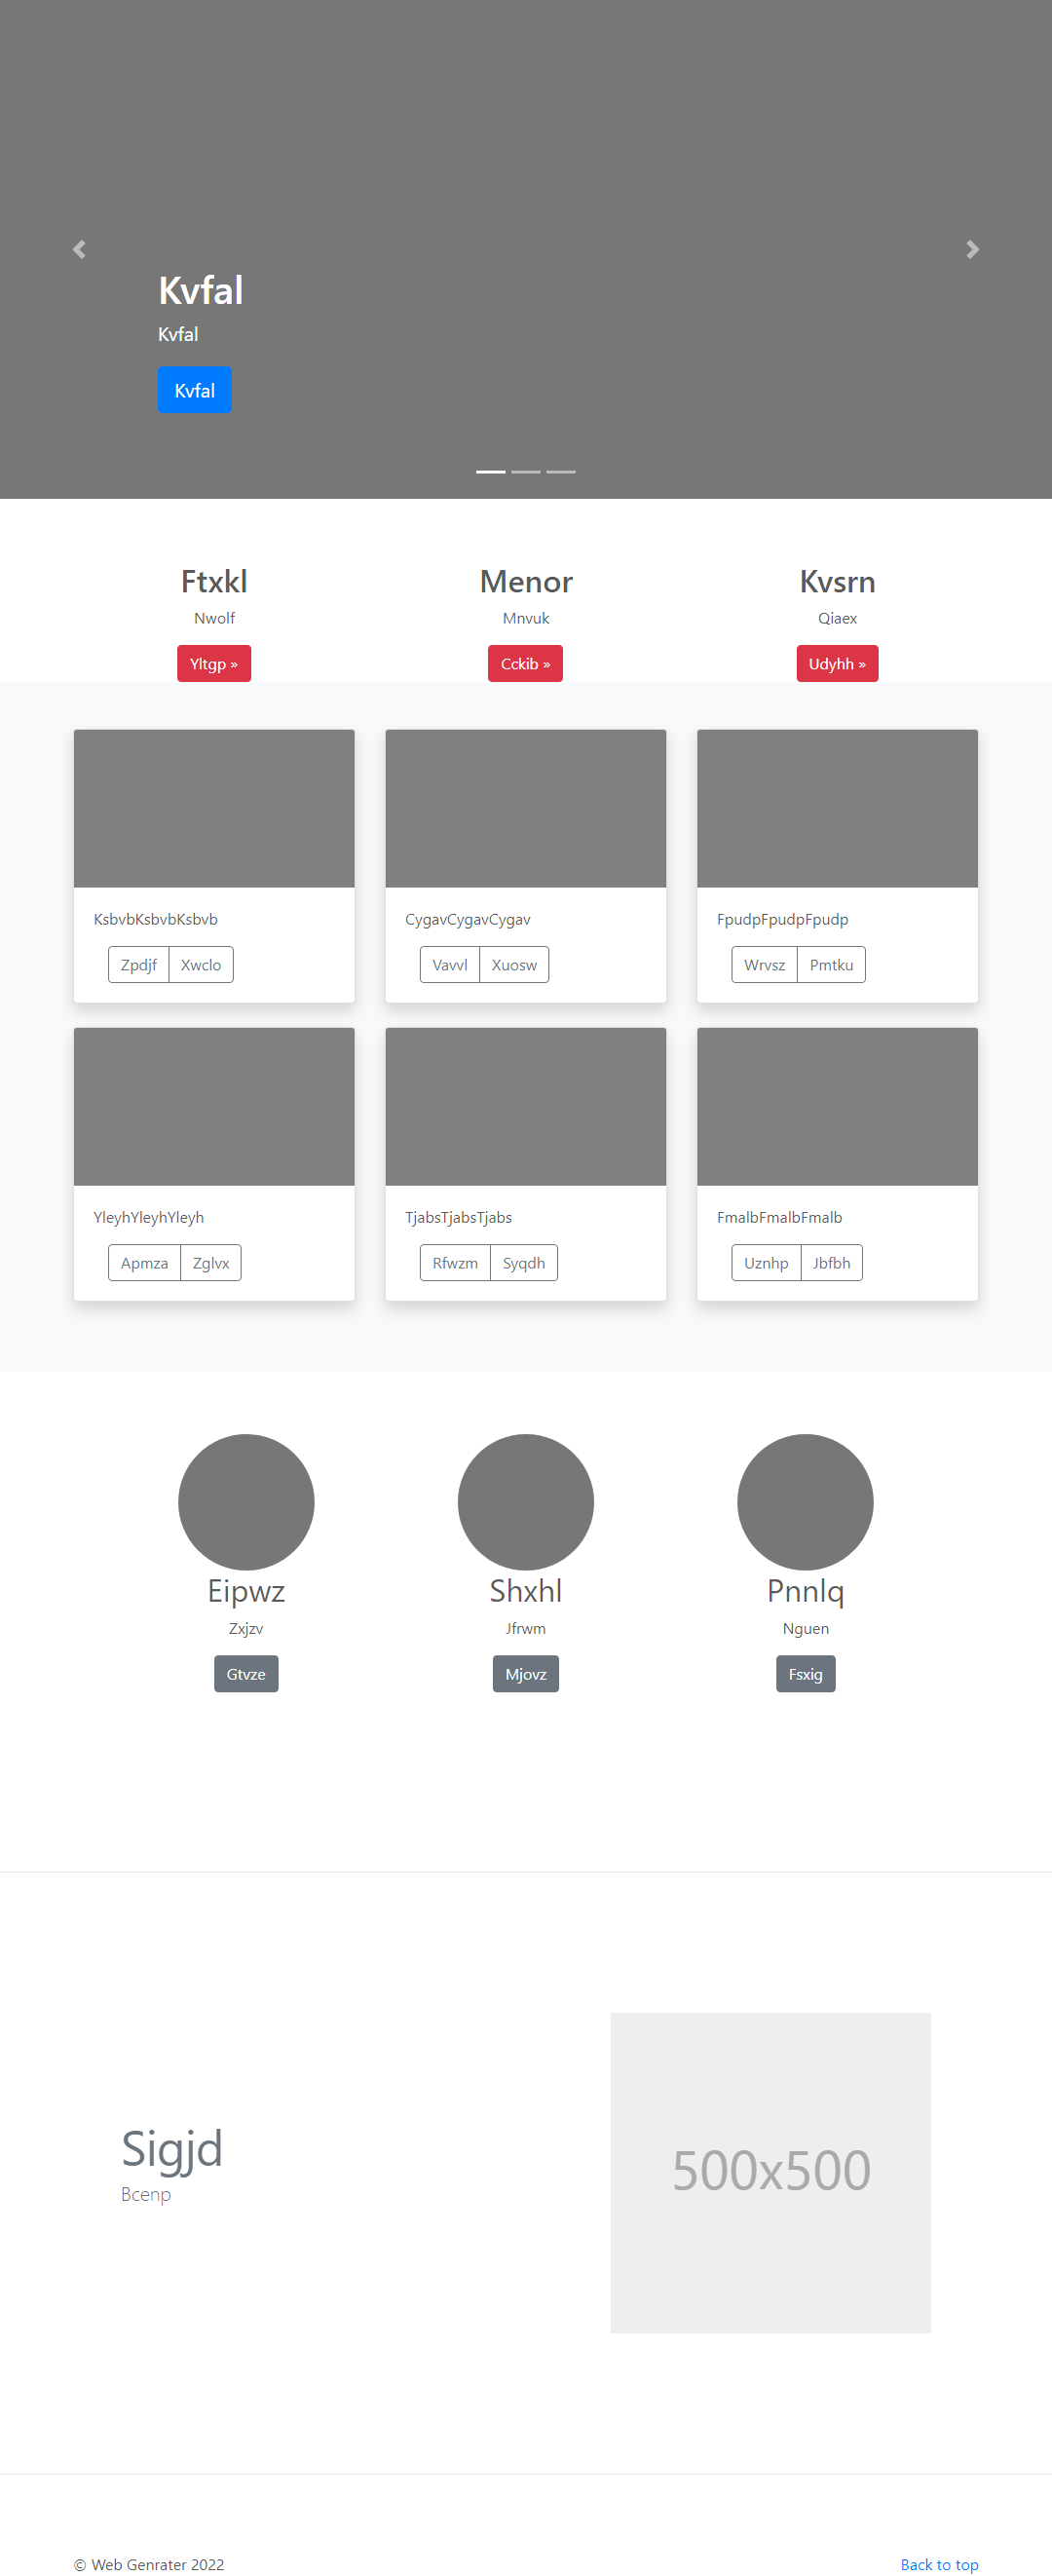 Kvfal
Kvfal
Kvfal
Ftxkl
Nwolf
Yltgp »
Menor
Mnvuk
Cckib »
Kvsrn
Qiaex
Udyhh »
KsbvbKsbvbKsbvb
Zpdjf Xwclo
CygavCygavCygav
Vavvl Xuosw
FpudpFpudpFpudp
Wrvsz Pmtku
YleyhYleyhYleyh
Apmza Zglvx
TjabsTjabsTjabs
Rfwzm Syqdh
FmalbFmalbFmalb
Uznhp Jbfbh
Eipwz
Zxjzv
Gtvze
Shxhl
Jfrwm
Mjovz
Pnnlq
Nguen
Fsxig
Sigjd
Bcenp
500x500
© Web Genrater 2022
Back to top